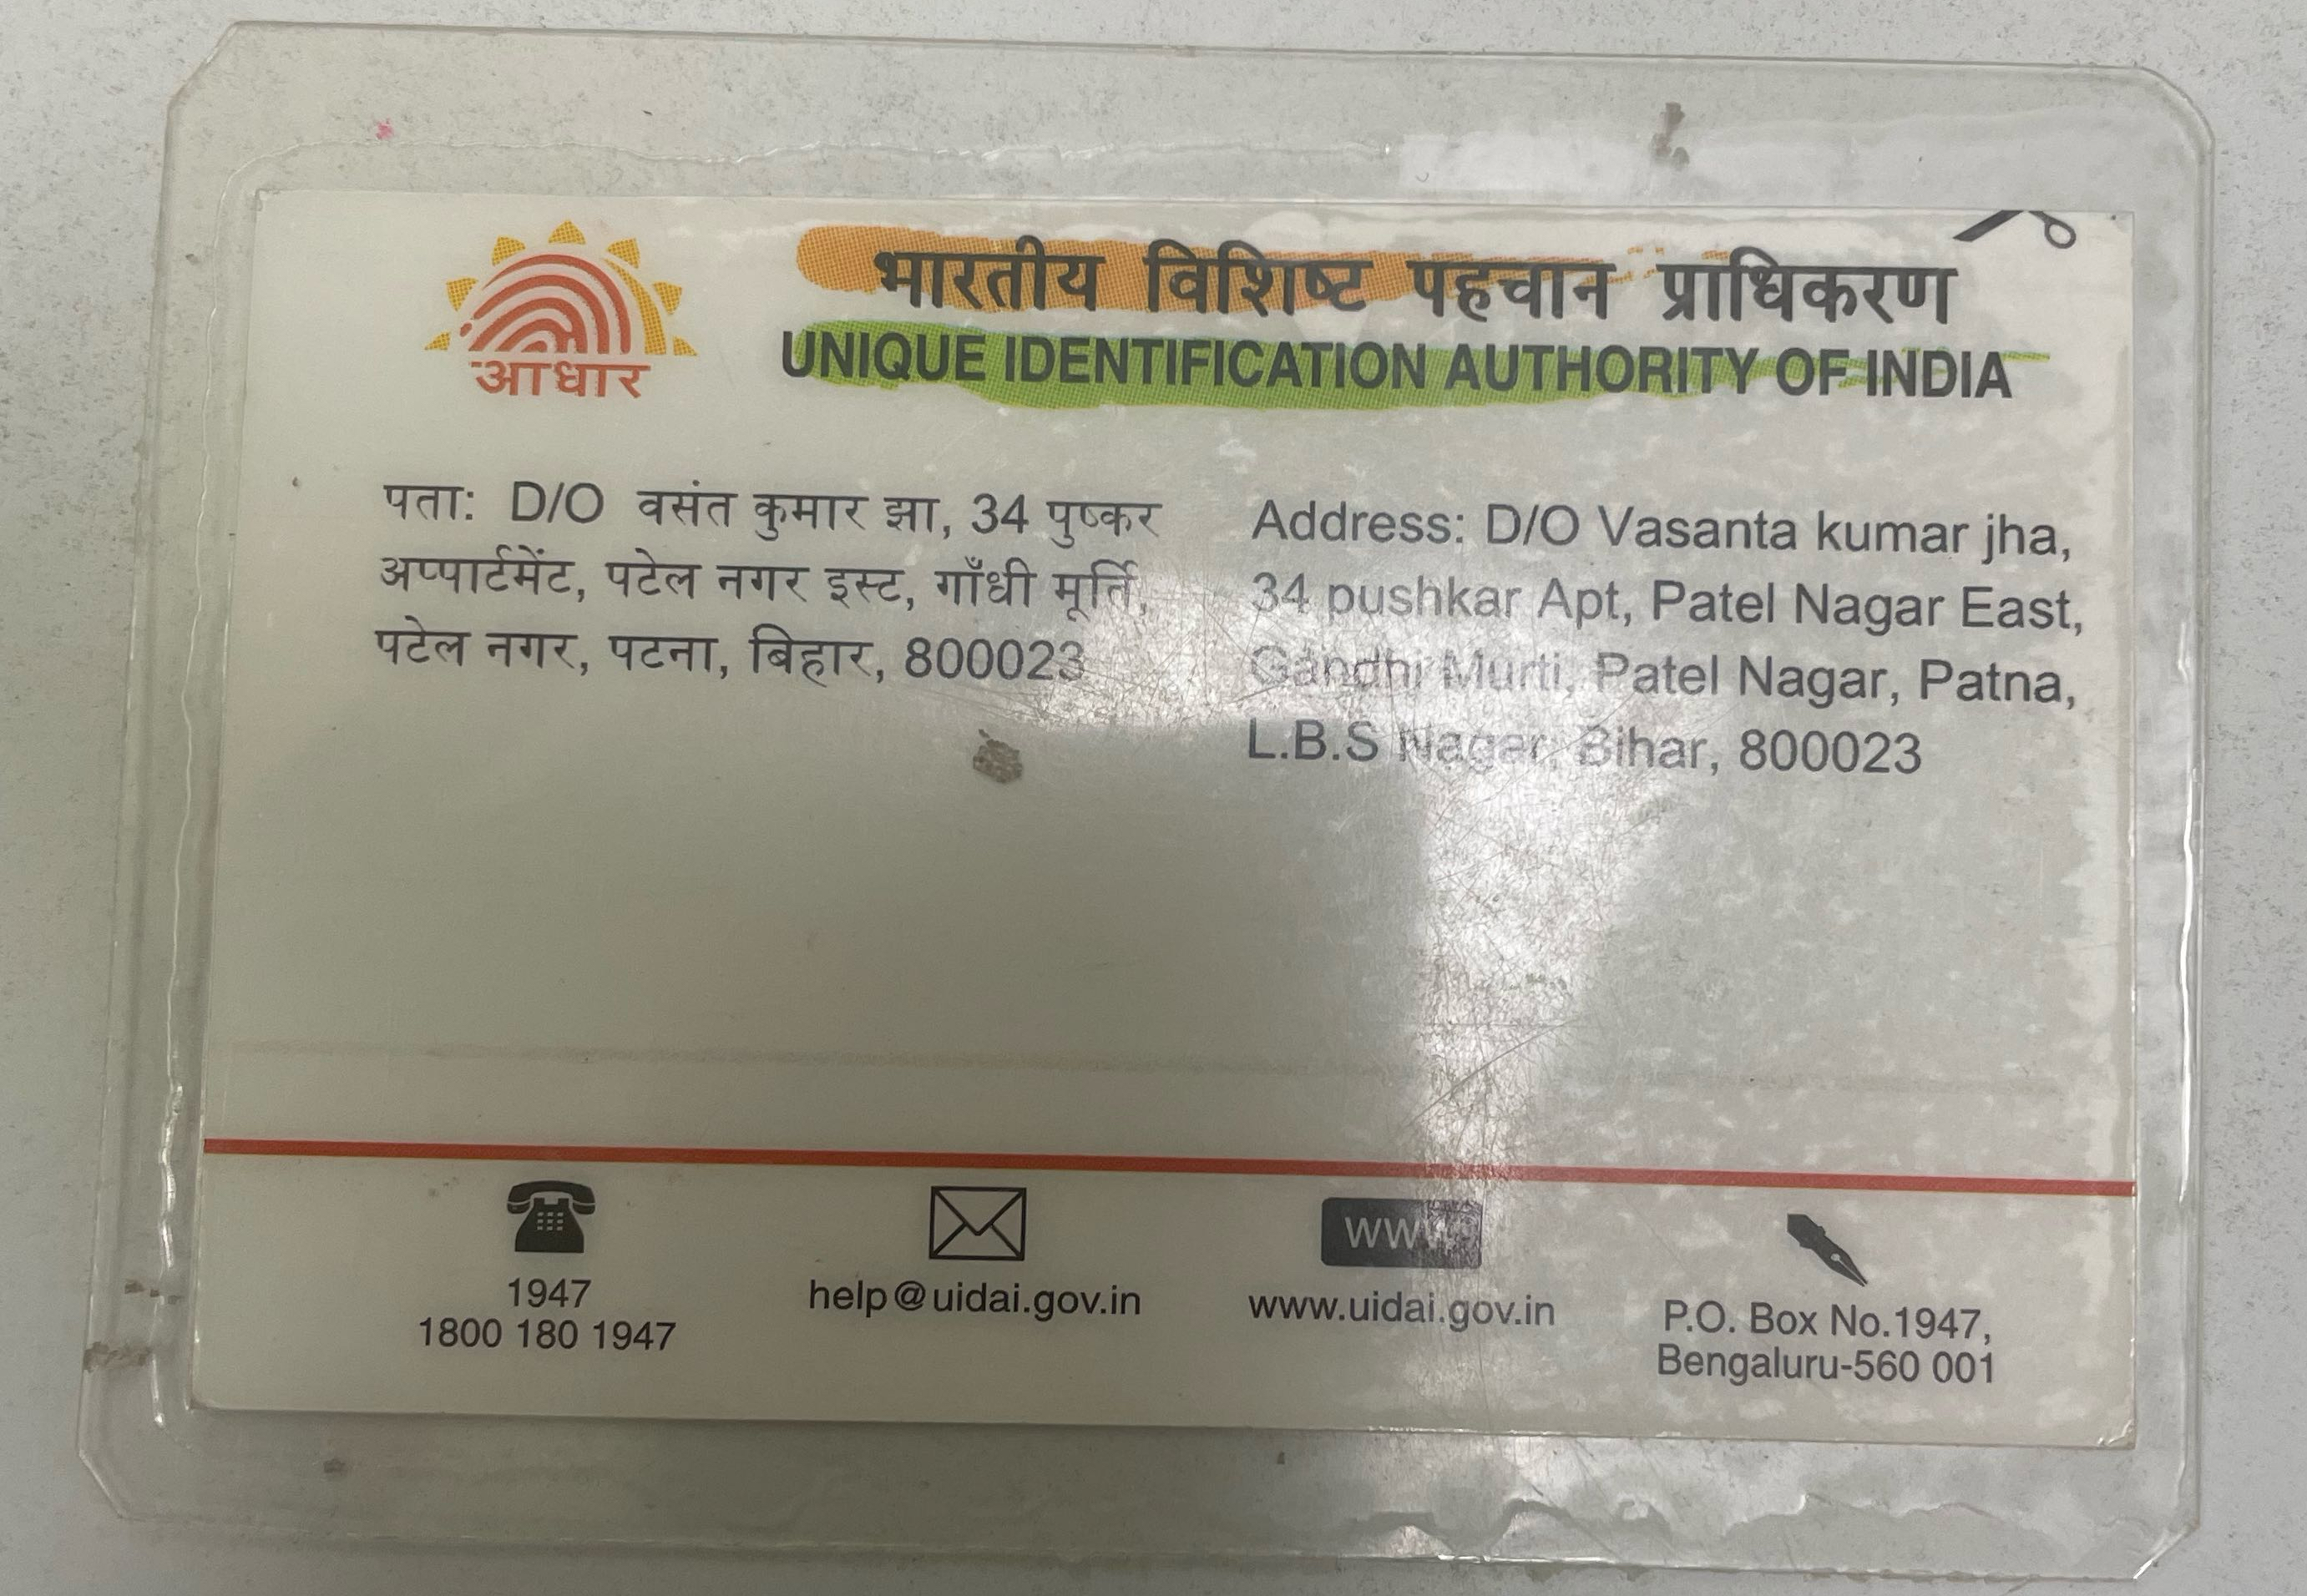 आधार
भारतीय विशिष्ट पहचान प्राधिकरण
UNIQUE IDENTIFICATION AUTHORITY OF INDIA
पता: D/O वसंत कुमार झा, 34 पुष्कर
अप्पार्टमेंट, पटेल नगर इस्ट, गाँधी मूर्ति,
पटेल नगर, पटना, बिहार, 800023
Address: D/O Vasanta kumar jha,
34 pushkar Apt, Patel Nagar East,
Gandhi Murti, Patel Nagar, Patna,
L.B.S Nagar, Bihar, 800023
1947
1800 180 1947
help@uidai.gov.in
www
www.uidai.gov.in
P.O. Box No.1947,
Bengaluru-560 001